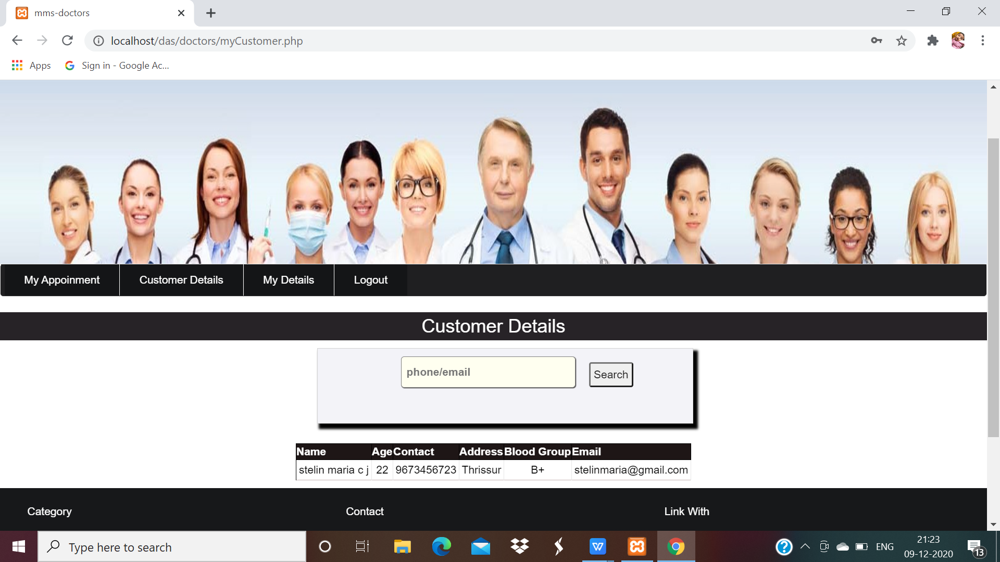 mms-doctors
localhost/das/doctors/myCustomer.php
Apps
Sign in - Google Ac...
My Appoinment
Customer Details
My Details
Logout
Customer Details
phone/email
Search
Name Age Contact Address Blood Group Email
stelin maria c j 22 9673456723 Thrissur B+ stelinmaria@gmail.com
Category
Contact
Link With
Type here to search
ENG
21:23
09-12-2020
13